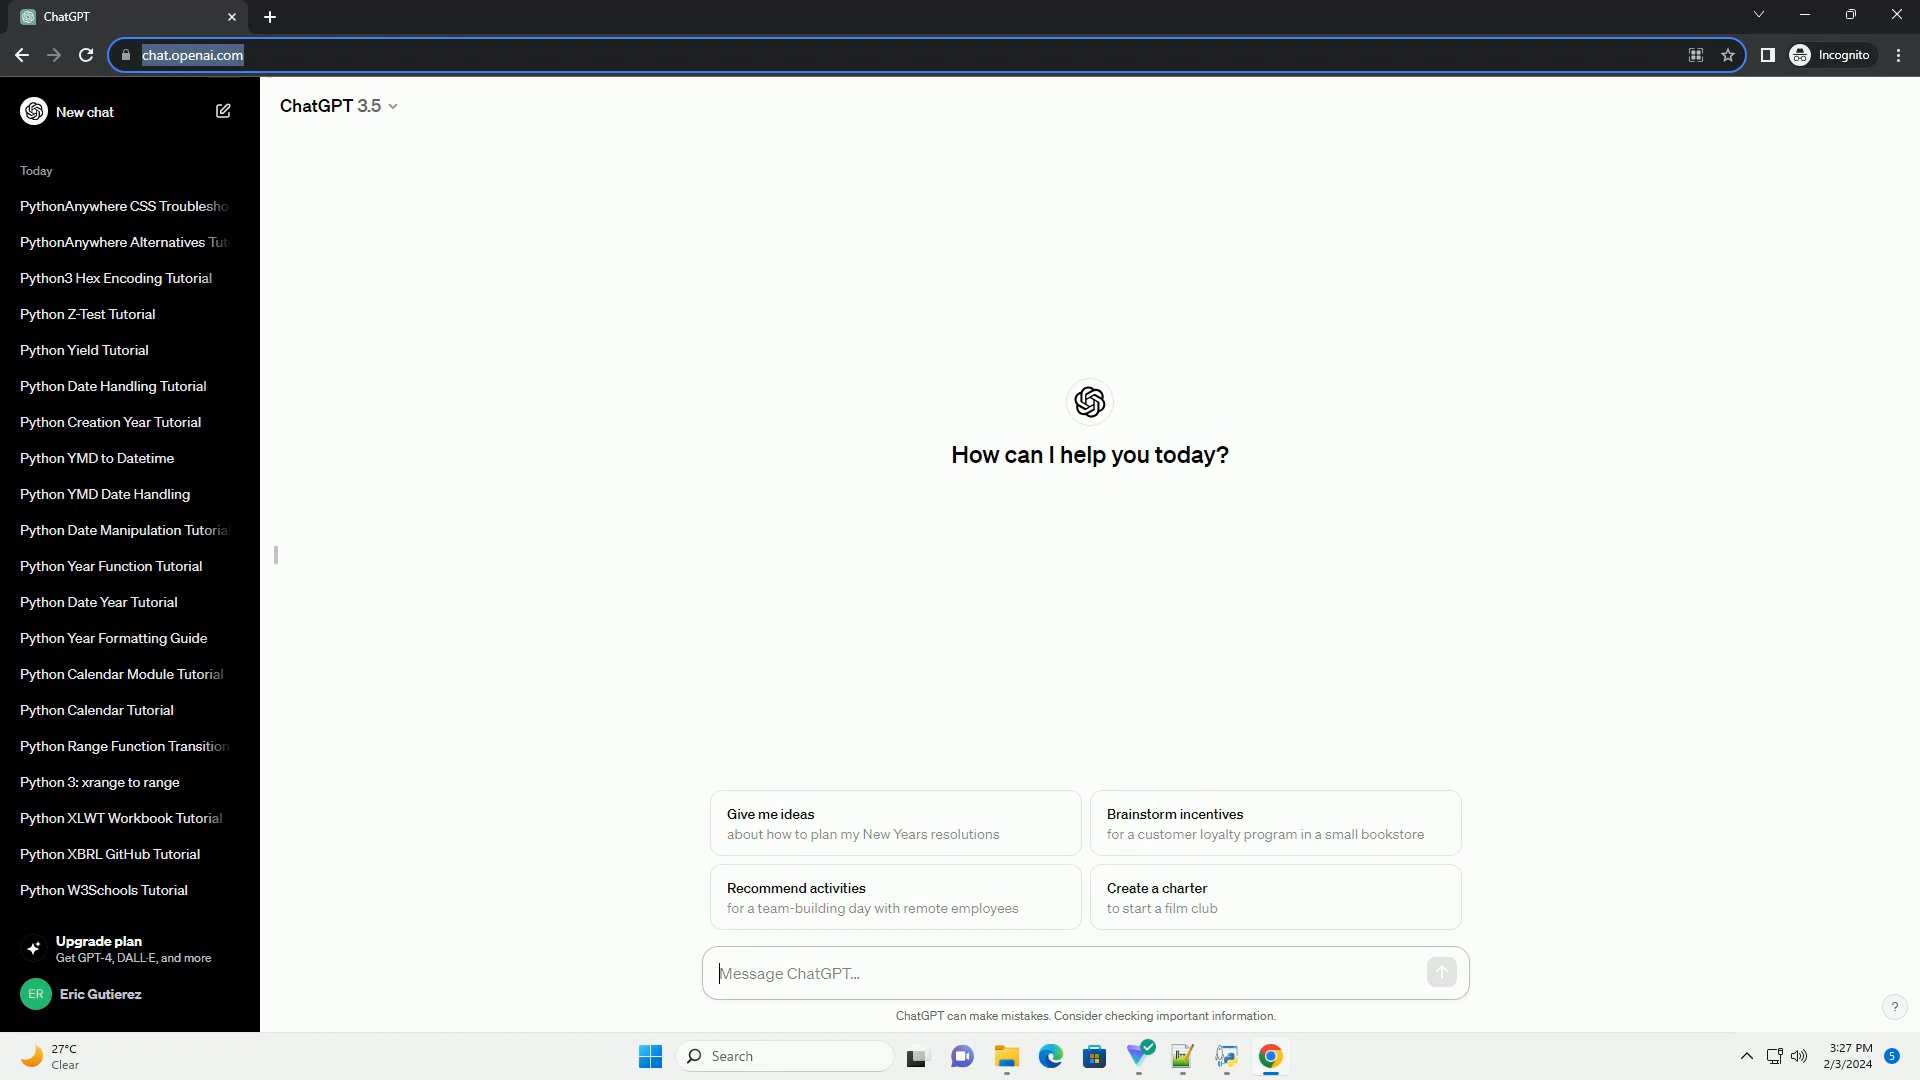 ChatGPT
chat.openai.com
Incognito
New chat
ChatGPT 3.5
Today
PythonAnywhere CSS Troublesho
PythonAnywhere Alternatives Tut
Python3 Hex Encoding Tutorial
Python Z-Test Tutorial
Python Yield Tutorial
Python Date Handling Tutorial
Python Creation Year Tutorial
Python YMD to Datetime
Python YMD Date Handling
Python Date Manipulation Tutoria
Python Year Function Tutorial
Python Date Year Tutorial
Python Year Formatting Guide
Python Calendar Module Tutorial
Python Calendar Tutorial
Python Range Function Transition
Python 3: xrange to range
Python XLWT Workbook Tutorial
Python XBRL GitHub Tutorial
Python W3Schools Tutorial
Upgrade plan
Get GPT-4, DALL·E, and more
ER
Eric Gutierez
How can I help you today?
Give me ideas
about how to plan my New Years resolutions
Brainstorm incentives
for a customer loyalty program in a small bookstore
Recommend activities
for a team-building day with remote employees
Create a charter
to start a film club
Message ChatGPT...
ChatGPT can make mistakes. Consider checking important information.
?
27°C
Clear
Search
3:27 PM
2/3/2024
5